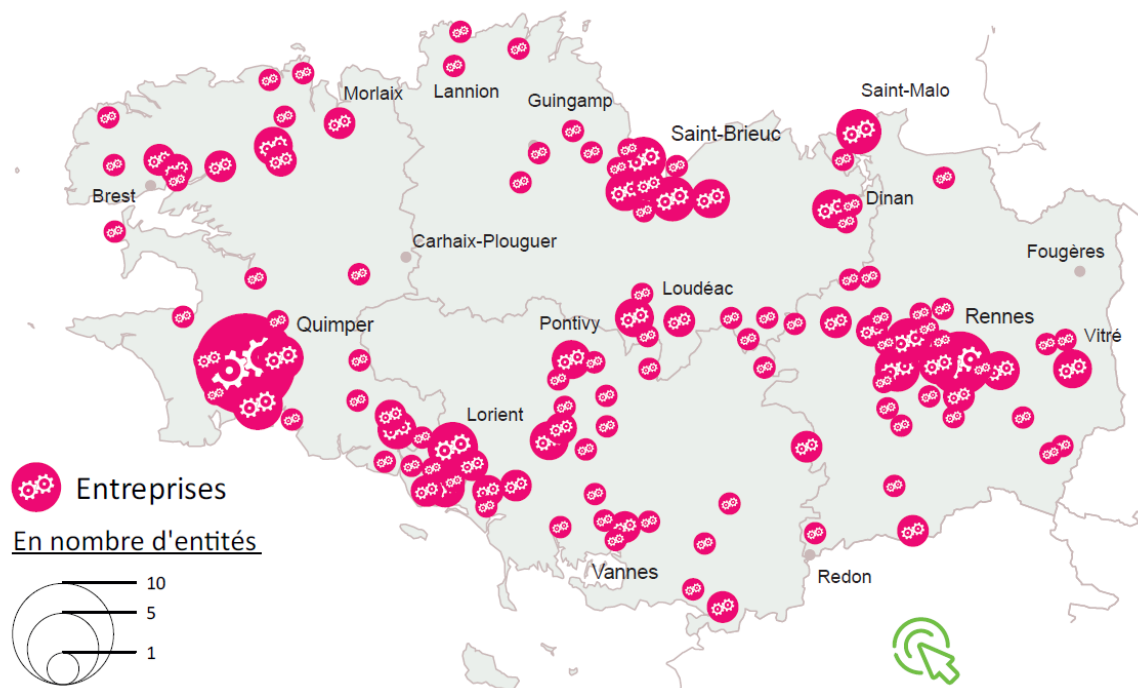 Saint-Malo
Morlaix
Lannion
Guingamp
Saint-Brieuc
Brest
Dinan
Carhaix-Plouguer
Fougères
Loudéac
Quimper
Pontivy
Rennes
Vitré
Lorient
Entreprises
En nombre d'entités
Vannes
Redon
10
5
1